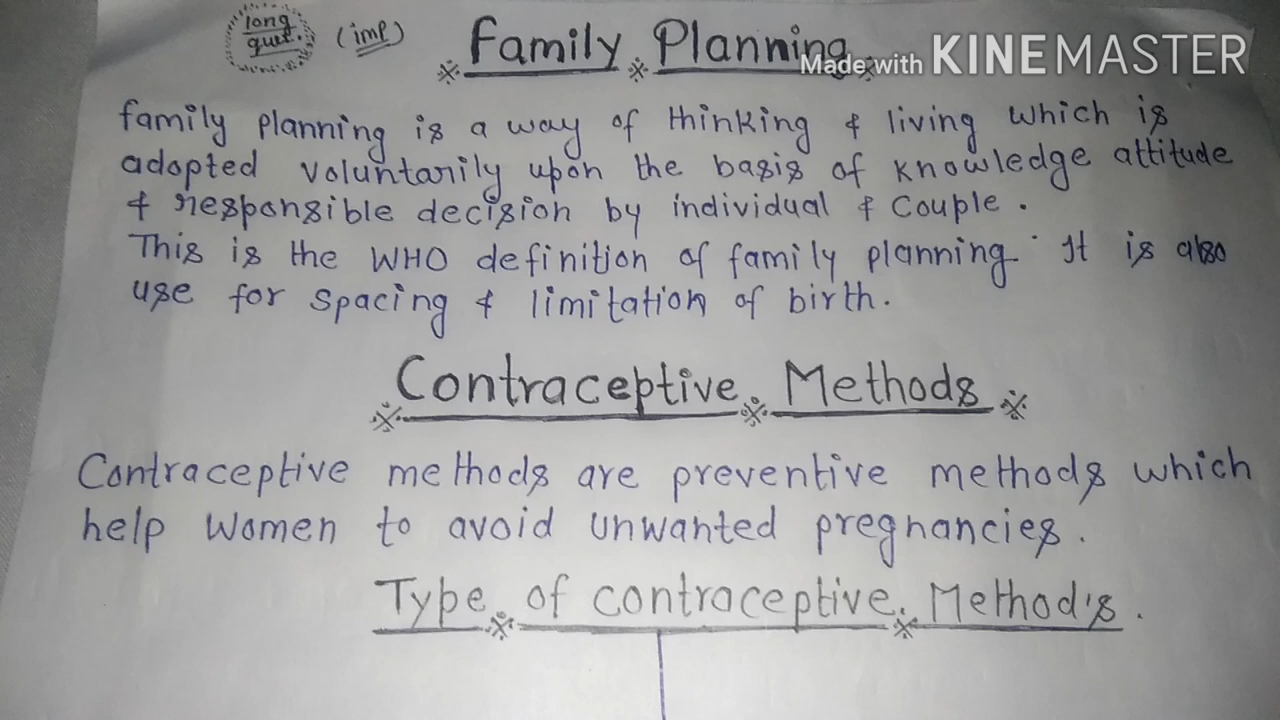 long
quet.
(imp)
Family Planning
Made with KINEMASTER
family planning is a way of thinking & living which is
adopted voluntarily upon the basis of knowledge attitude
& responsible decision by individual & couple.
This is the WHO definition of family planning. It is also
use for spacing & limitation of birth.
Contraceptive Methods
Contraceptive methods are preventive methods which
help women to avoid unwanted pregnancies.
Type of contraceptive Method's.